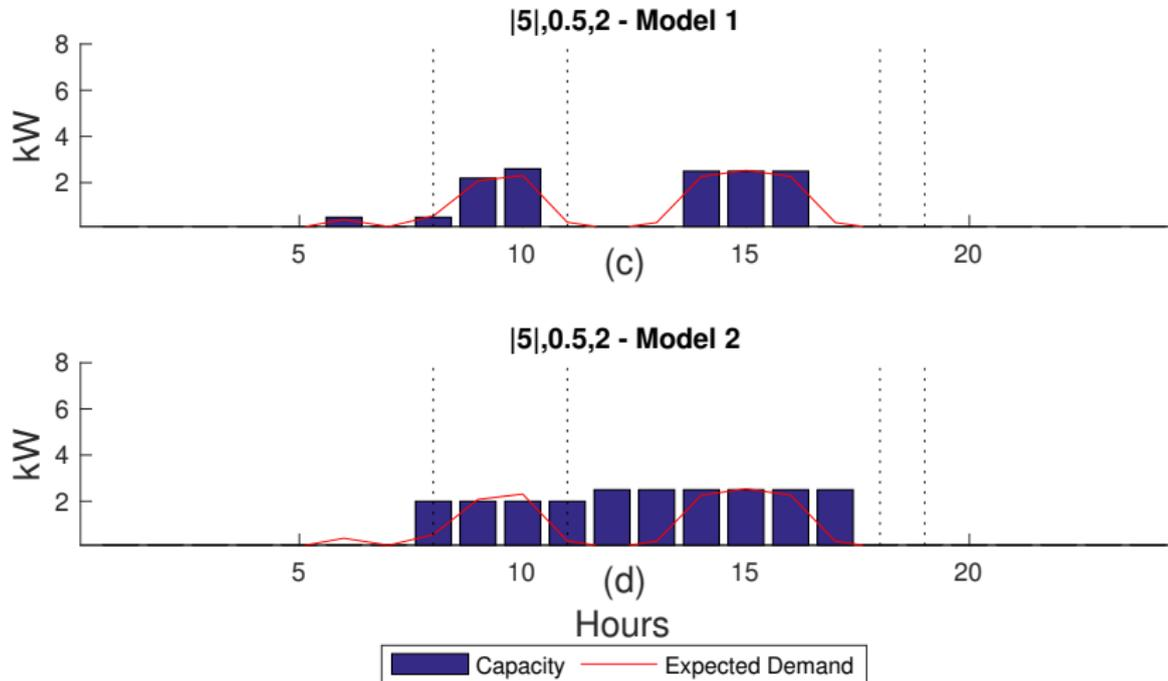 |5|,0.5,2 - Model 1
8
6
4
2
kW
5 10 15 20
(c)
|5|,0.5,2 - Model 2
8
6
4
2
kW
5 10 15 20
(d)
Hours
Capacity Expected Demand